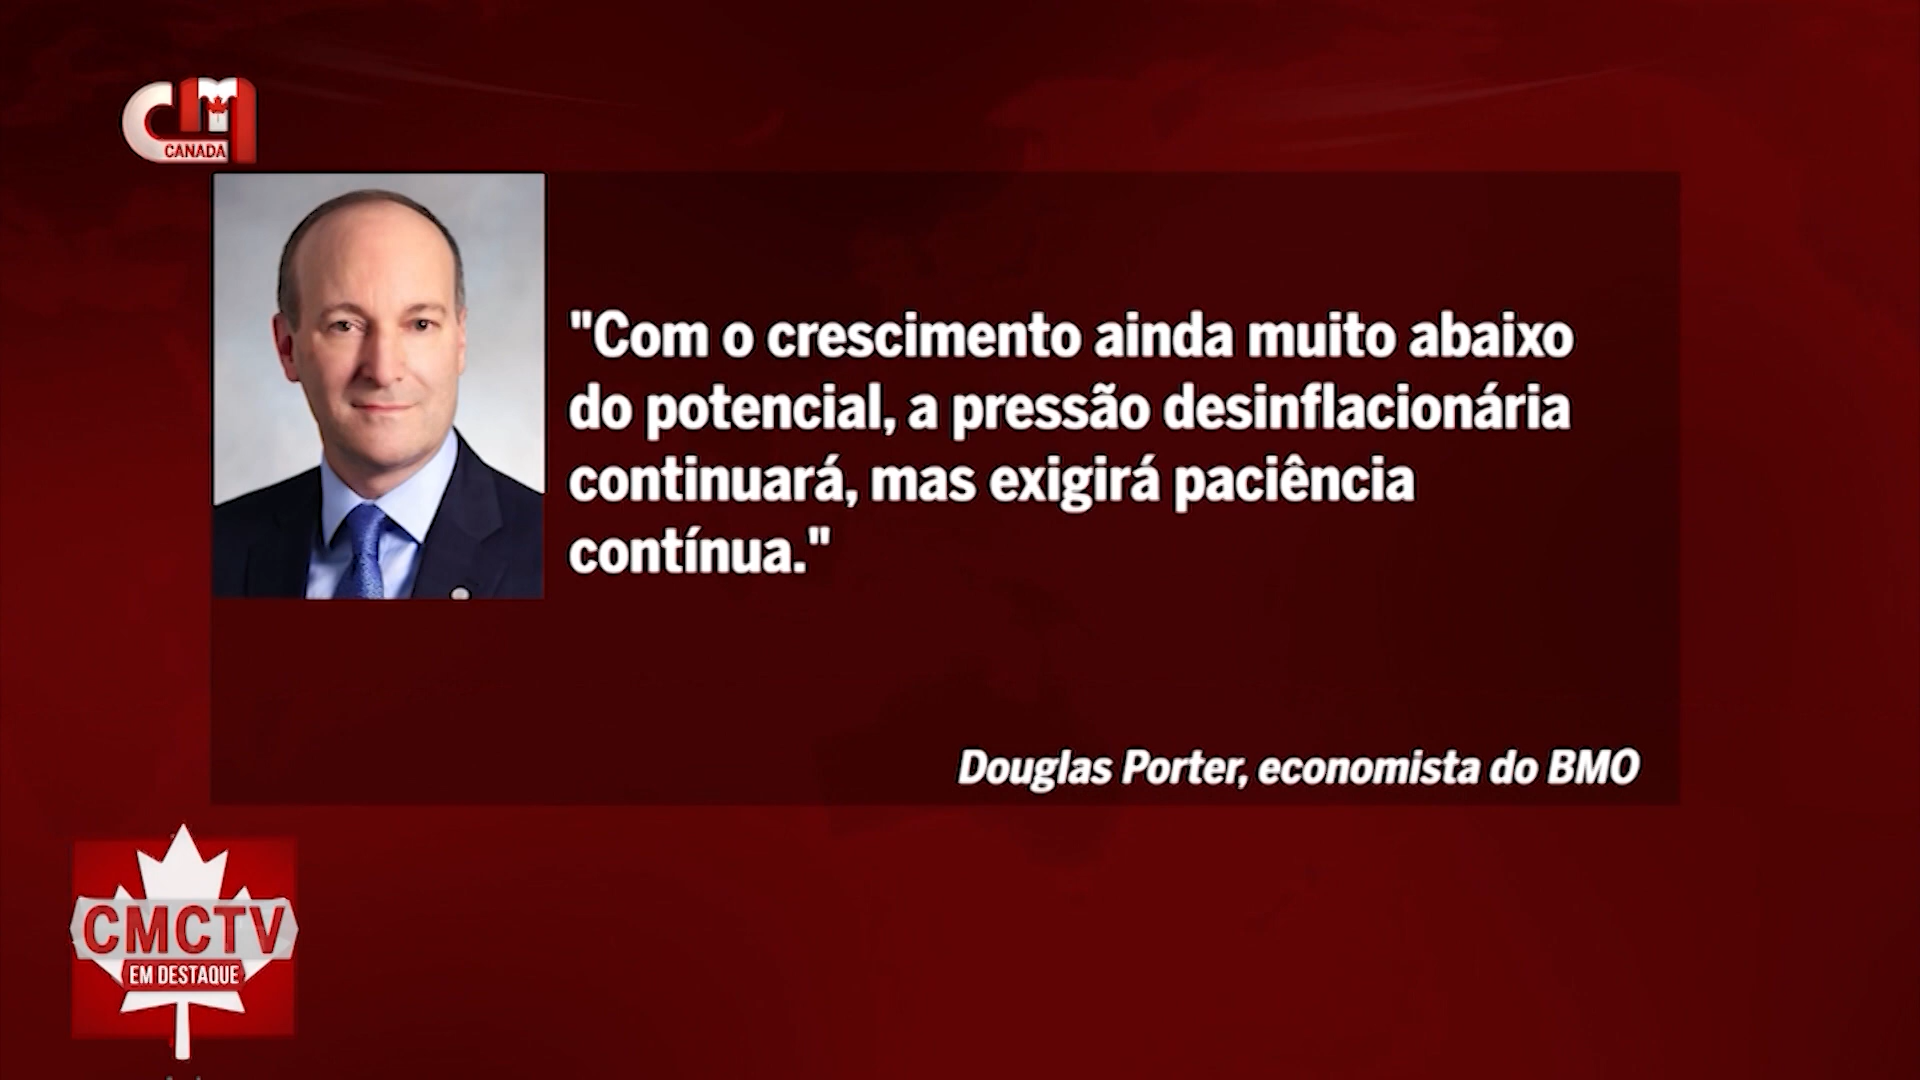 CM
CANADA
"Com o crescimento ainda muito abaixo
do potencial, a pressão desinflacionária
continuará, mas exigirá paciência
contínua."
Douglas Porter, economista do BMO
CMCTV
EM DESTAQUE